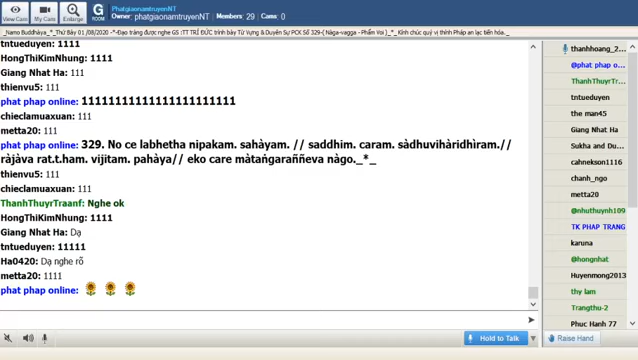 View Cam
My Cam
Enlarge
G
ROOM
phatgiaonamtruyenNT
Owner: phatgiaonamtruyenNT | Members: 29 | Cams: 0
_Namo Buddhàya_*_Thứ Bảy 01 /08/2020 -*-Đạo tràng được nghe GS :TT TRÍ ĐỨC trình bày Từ Vựng & Duyên Sự PCK Số 329-( Nàga-vagga - Phẩm Voi )_*_ Kính chúc quý vị thính Pháp an lạc tiến hóa._
tntueduyen: 1111
HongThiKimNhung: 1111
Giang Nhat Ha: 111
thienvu5: 111
phat phap online: 11111111111111111111111
chieclamuaxuan: 111
metta20: 111
phat phap online: 329. No ce labhetha nipakam. sahàyam. // saddhim. caram. sàdhuvihàridhìram.//
ràjàva rat.t.ham. vijitam. pahàya// eko care màtaṅgaraññeva nàgo._*_
thienvu5: 111
chieclamuaxuan: 111
ThanhThuyrTraanf: Nghe ok
HongThiKimNhung: 1111
Giang Nhat Ha: Dạ
tntueduyen: 11111
Ha0420: Dạ nghe rõ
metta20: 1111
phat phap online:
thanhhoang_2...
@phat phap o...
ThanhThuyrTr...
tntueduyen
the man45
Giang Nhat Ha
Sukha and Du...
cahnekson1116
chanh_ngo
metta20
@nhuthuynh109
TK PHAP TRANG
karuna
@hongnhat
Huyenmong2013
thy lam
Trangthu-2
Phuc Hanh 77
Hold to Talk
Raise Hand